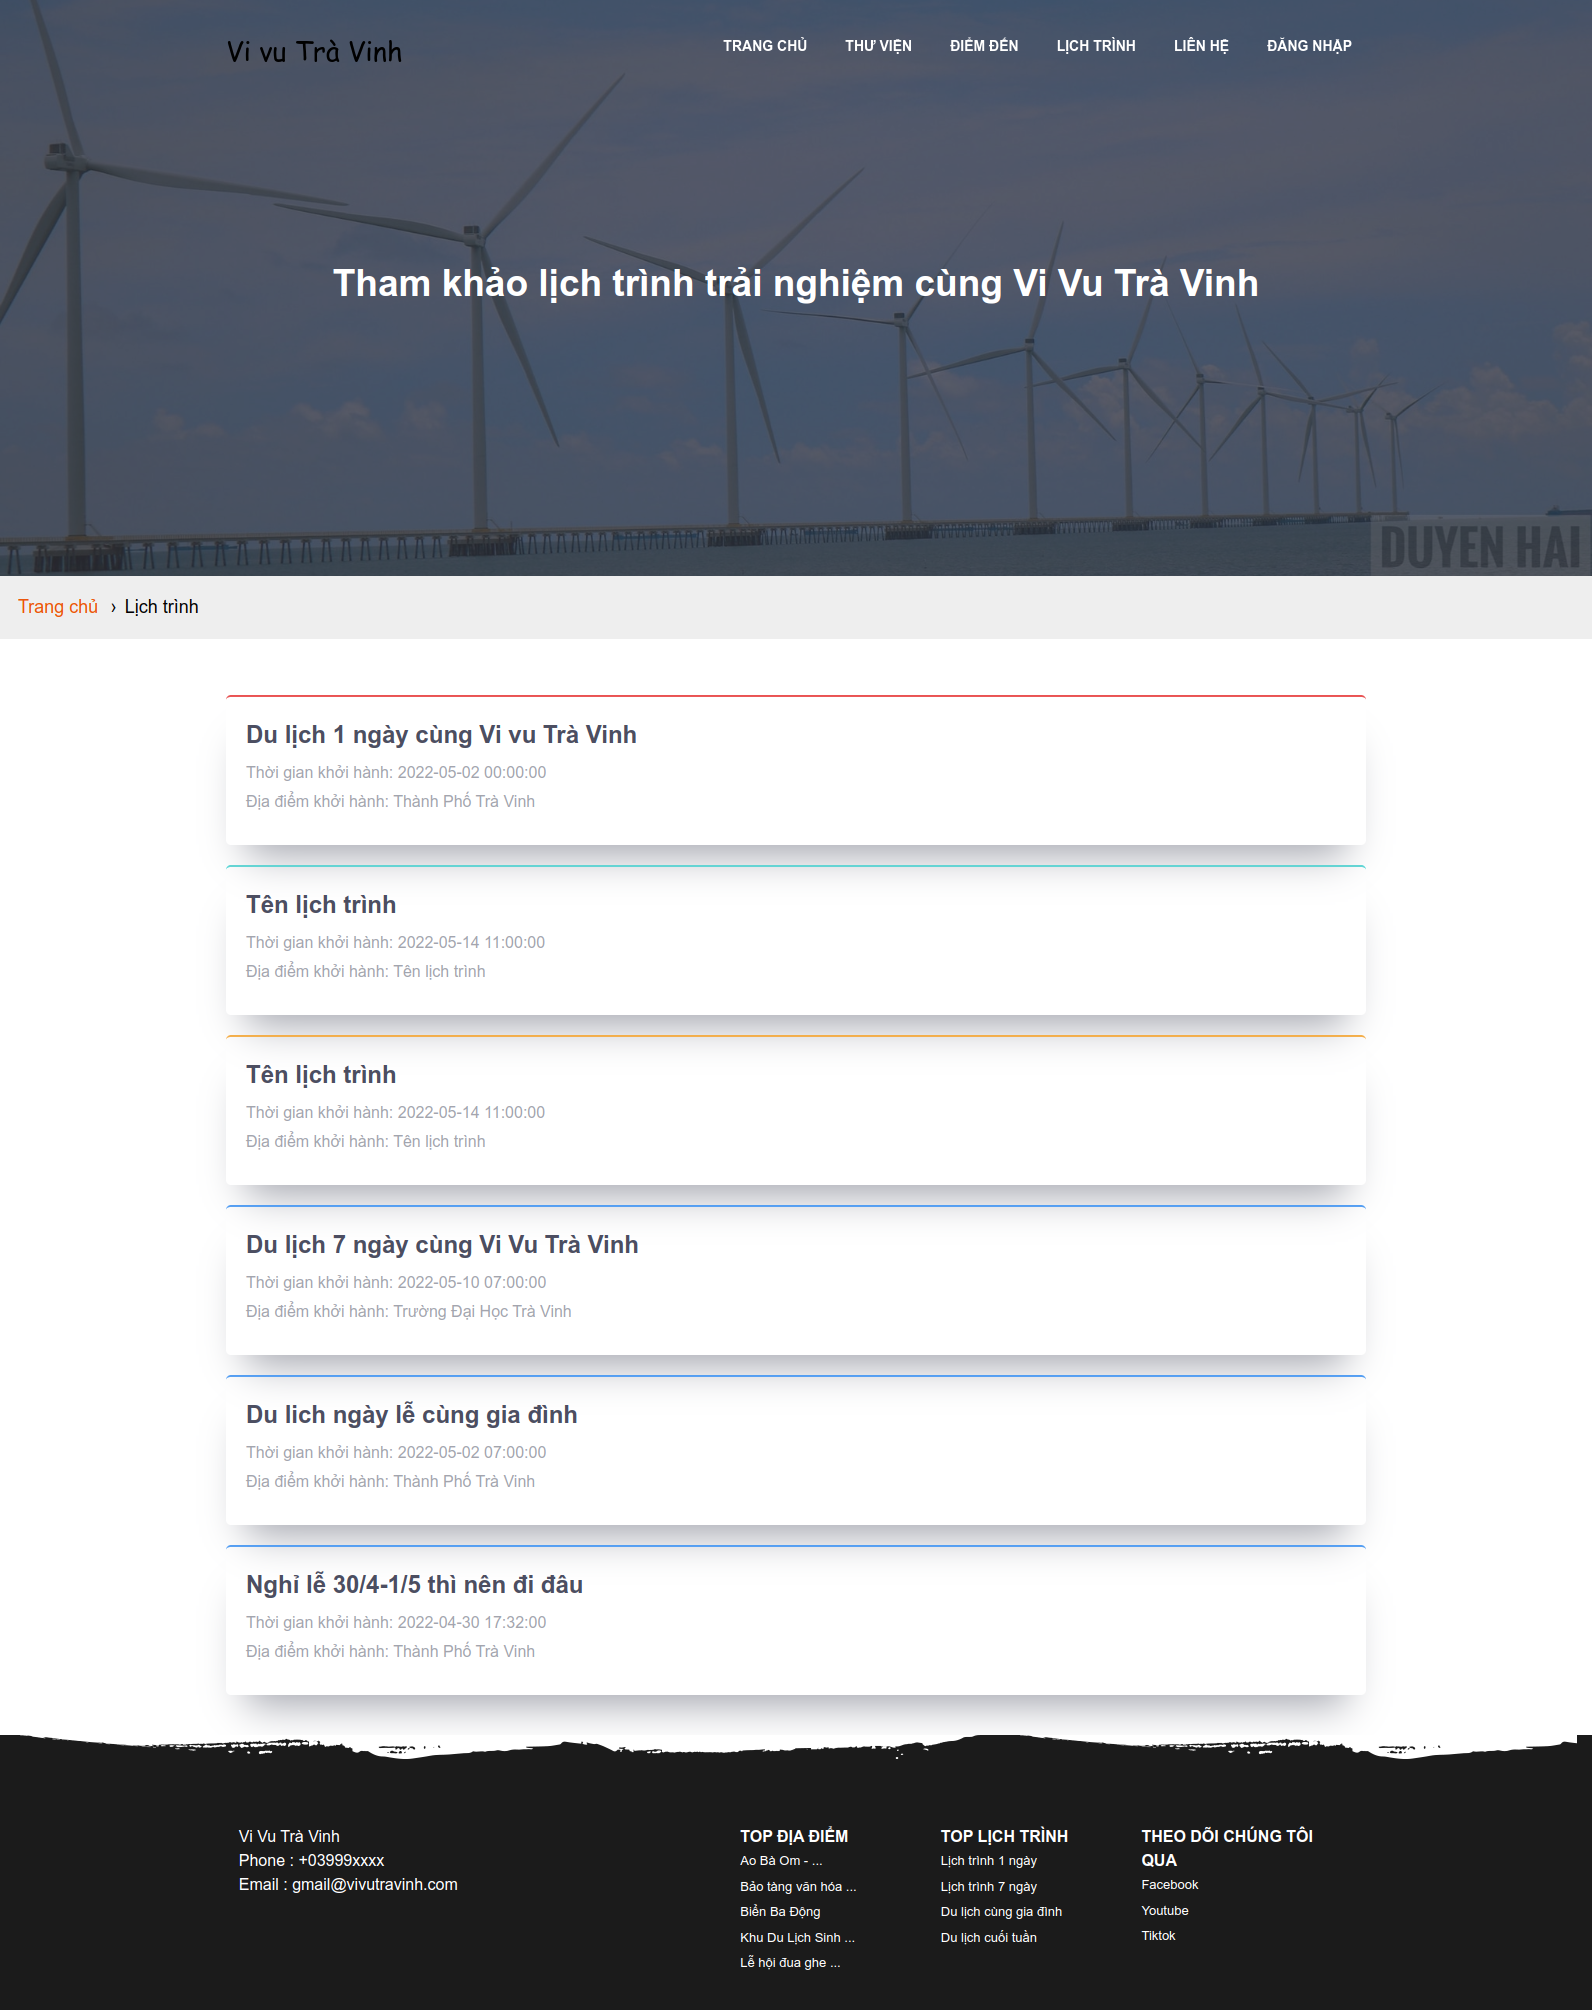 Vi vu Trà Vinh
TRANG CHỦ THƯ VIỆN ĐIỂM ĐẾN LỊCH TRÌNH LIÊN HỆ ĐĂNG NHẬP
Tham khảo lịch trình trải nghiệm cùng Vi Vu Trà Vinh
DUYEN HAI
Trang chủ › Lịch trình
Du lịch 1 ngày cùng Vi vu Trà Vinh
Thời gian khởi hành: 2022-05-02 00:00:00
Địa điểm khởi hành: Thành Phố Trà Vinh
Tên lịch trình
Thời gian khởi hành: 2022-05-14 11:00:00
Địa điểm khởi hành: Tên lịch trình
Tên lịch trình
Thời gian khởi hành: 2022-05-14 11:00:00
Địa điểm khởi hành: Tên lịch trình
Du lịch 7 ngày cùng Vi Vu Trà Vinh
Thời gian khởi hành: 2022-05-10 07:00:00
Địa điểm khởi hành: Trường Đại Học Trà Vinh
Du lich ngày lễ cùng gia đình
Thời gian khởi hành: 2022-05-02 07:00:00
Địa điểm khởi hành: Thành Phố Trà Vinh
Nghỉ lễ 30/4-1/5 thì nên đi đâu
Thời gian khởi hành: 2022-04-30 17:32:00
Địa điểm khởi hành: Thành Phố Trà Vinh
Vi Vu Trà Vinh
Phone : +03999xxxx
Email : gmail@vivutravinh.com
TOP ĐỊA ĐIỂM
Ao Bà Om - ...
Bảo tàng văn hóa ...
Biển Ba Động
Khu Du Lịch Sinh ...
Lễ hội đua ghe ...
TOP LỊCH TRÌNH
Lịch trình 1 ngày
Lịch trình 7 ngày
Du lịch cùng gia đình
Du lịch cuối tuần
THEO DÕI CHÚNG TÔI
QUA
Facebook
Youtube
Tiktok